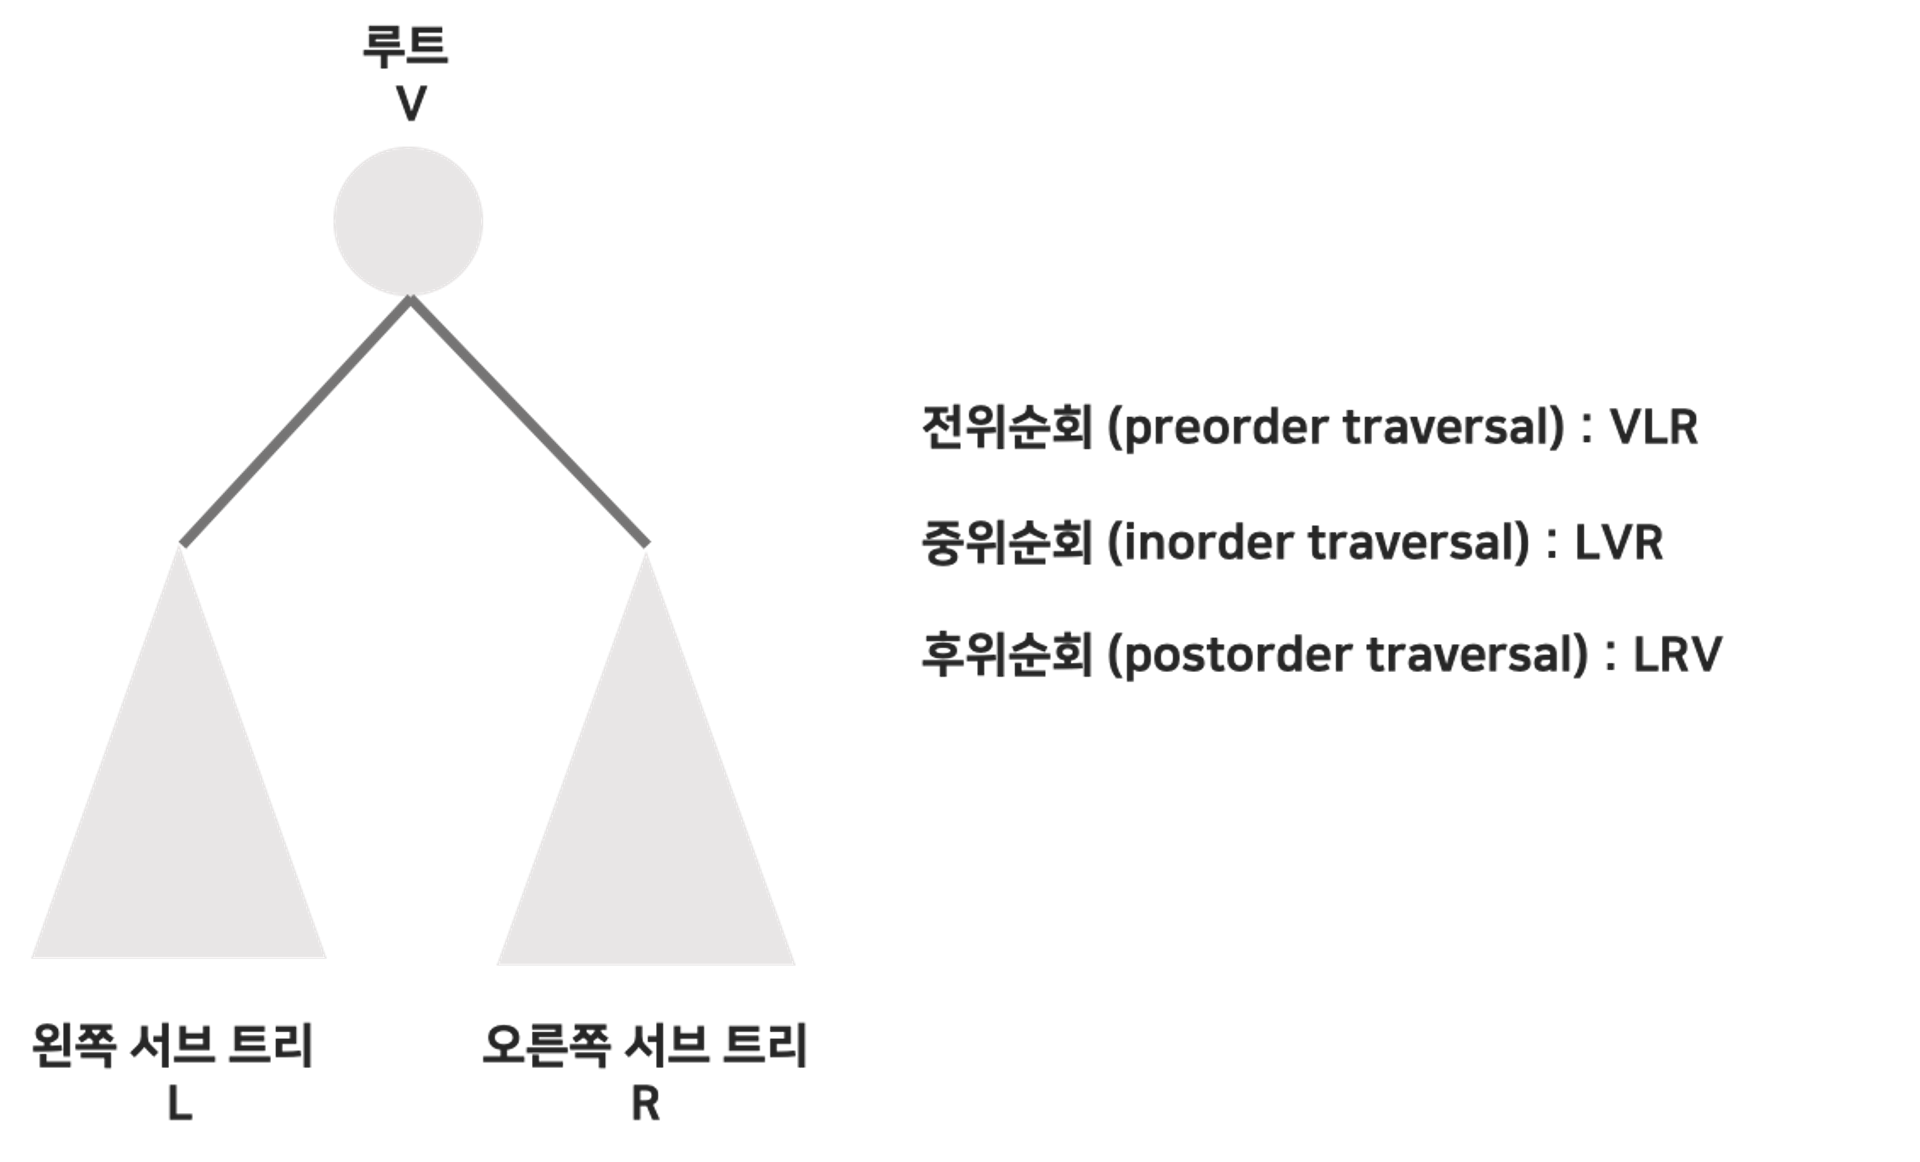 루트
V
전위순회 (preorder traversal) : VLR
중위순회 (inorder traversal) : LVR
후위순회 (postorder traversal) : LRV
왼쪽 서브 트리
L
오른쪽 서브 트리
R